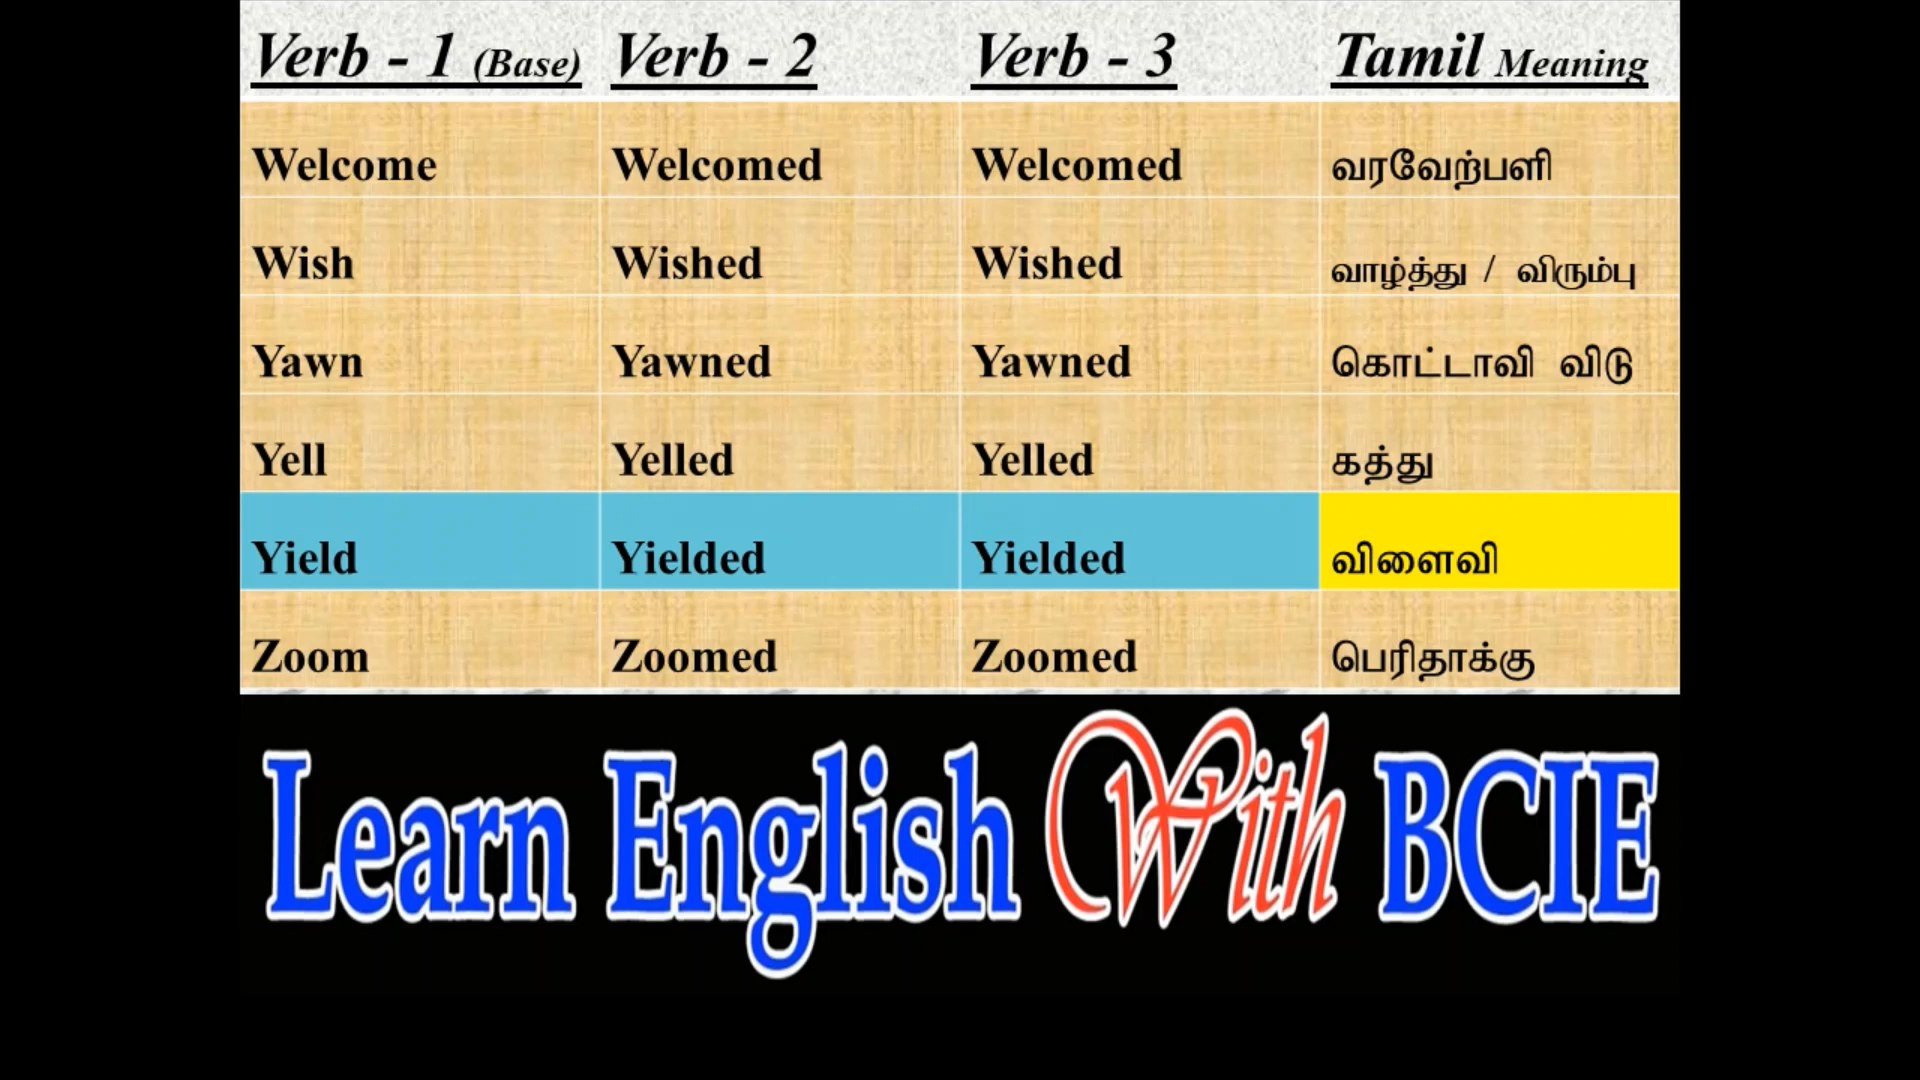 Verb - 1 (Base) Verb - 2 Verb - 3 Tamil Meaning
Welcome Welcomed Welcomed வரவேற்பளி
Wish Wished Wished வாழ்த்து / விரும்பு
Yawn Yawned Yawned கொட்டாவி விடு
Yell Yelled Yelled கத்து
Yield Yielded Yielded விளைவி
Zoom Zoomed Zoomed பெரிதாக்கு
Learn English With BCIE